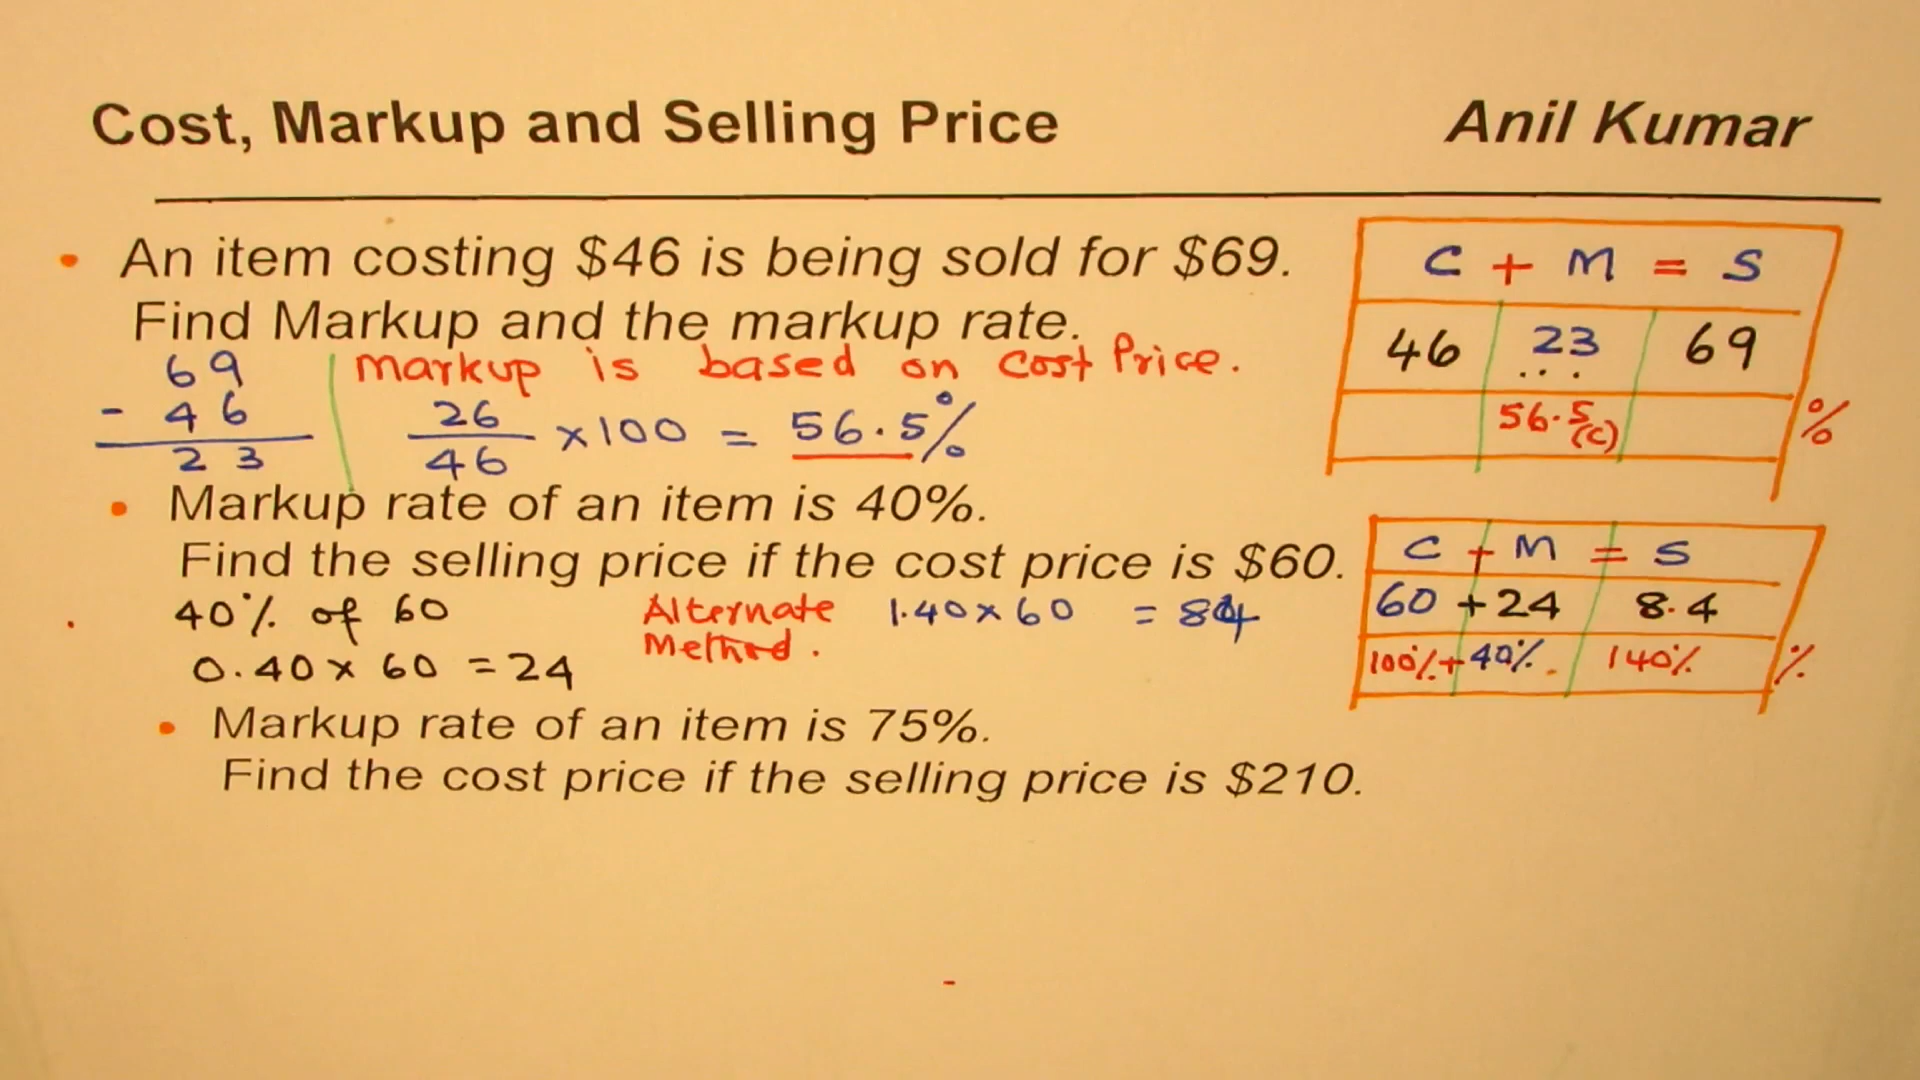 Cost, Markup and Selling Price
Anil Kumar
• An item costing $46 is being sold for $69.
Find Markup and the markup rate.
69
- 46
23
Markup is based on Cost Price.
26
46
×100 = 56.5%
C + M = S
46 23 69
...
56.5(C) %
• Markup rate of an item is 40%.
Find the selling price if the cost price is $60.
40% of 60
0.40 × 60 = 24
Alternate
Method.
1.40 × 60 = 84
C + M = S
60 + 24 8.4
100% + 40% 140% %
• Markup rate of an item is 75%.
Find the cost price if the selling price is $210.